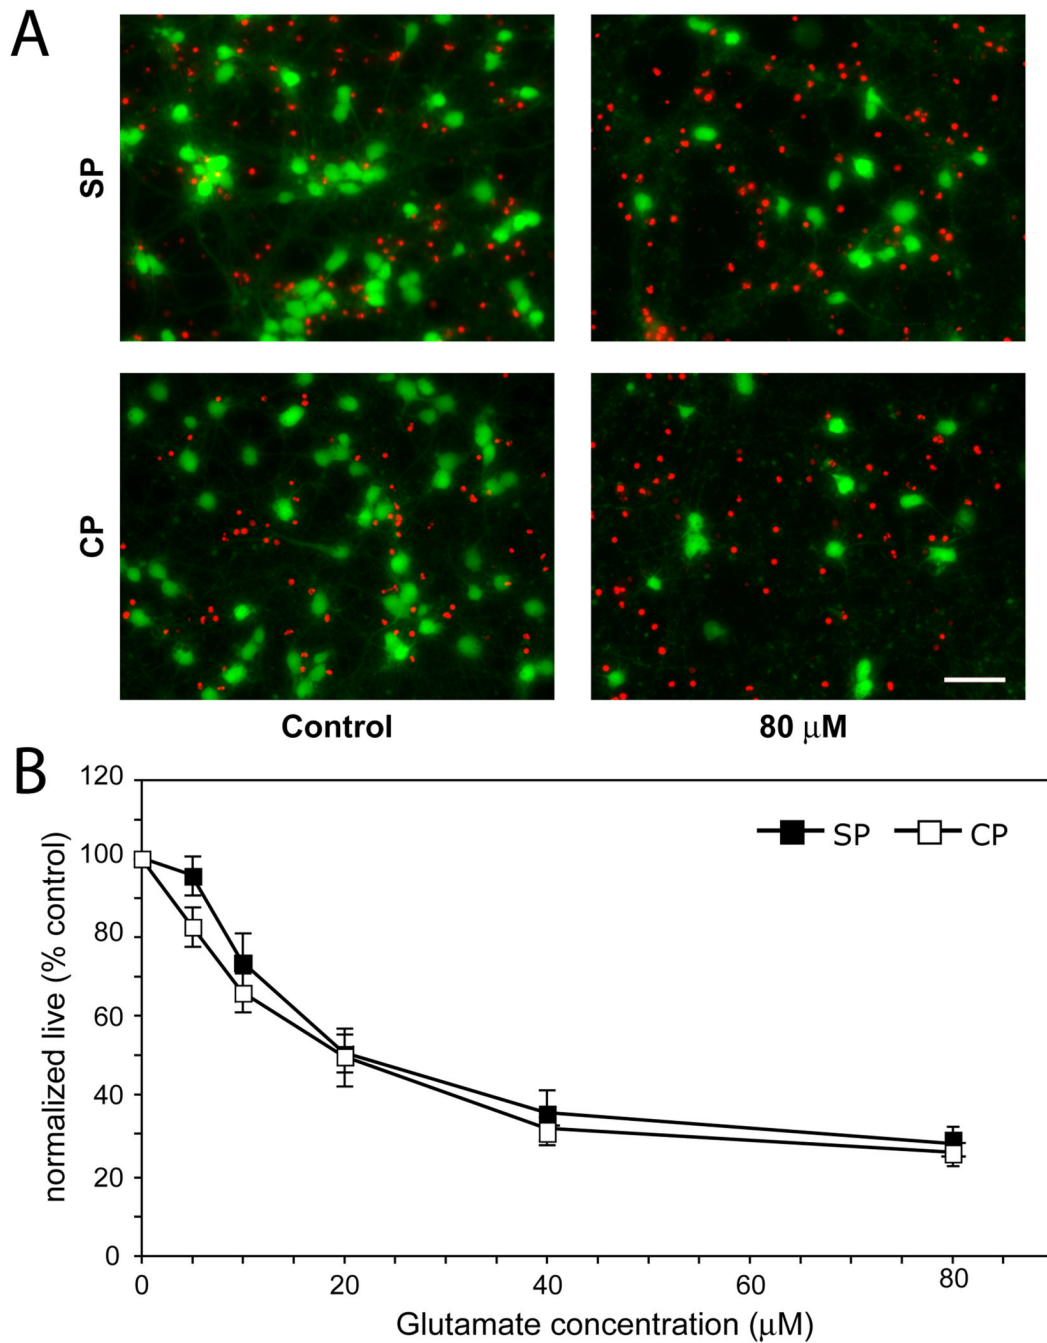 A
SP
CP
Control
80 μM
B
normalized live (% control)
120
100
80
60
40
20
0
SP
CP
0
20
40
60
80
Glutamate concentration (μM)